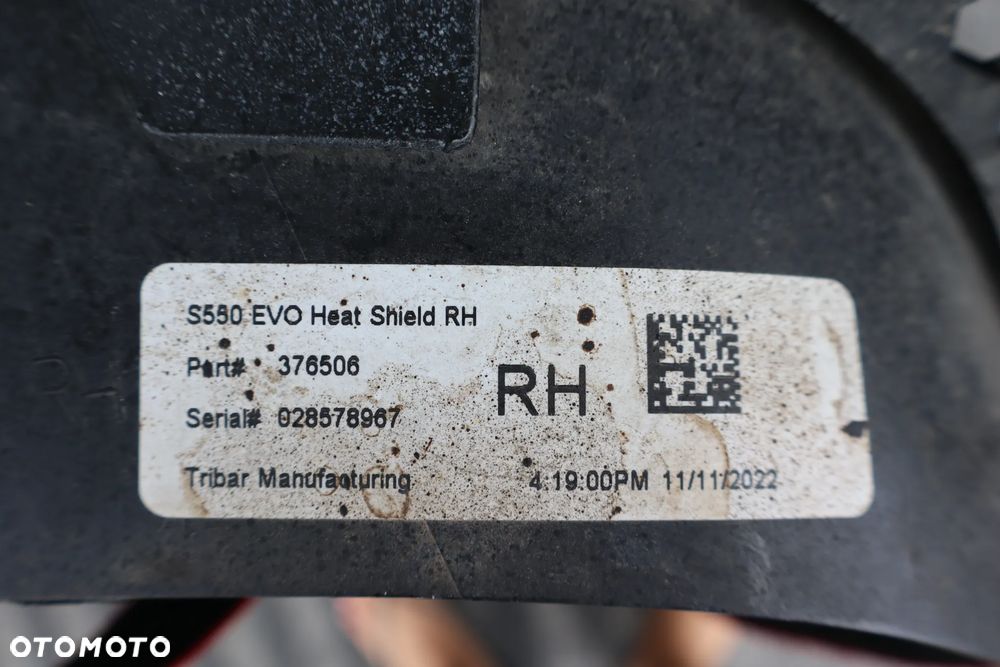 S550 EVO Heat Shield RH
Part# 376506
RH
Serial# 028578967
Tribar Manufacturing 4:19:00PM 11/11/2022
OTOMOTO